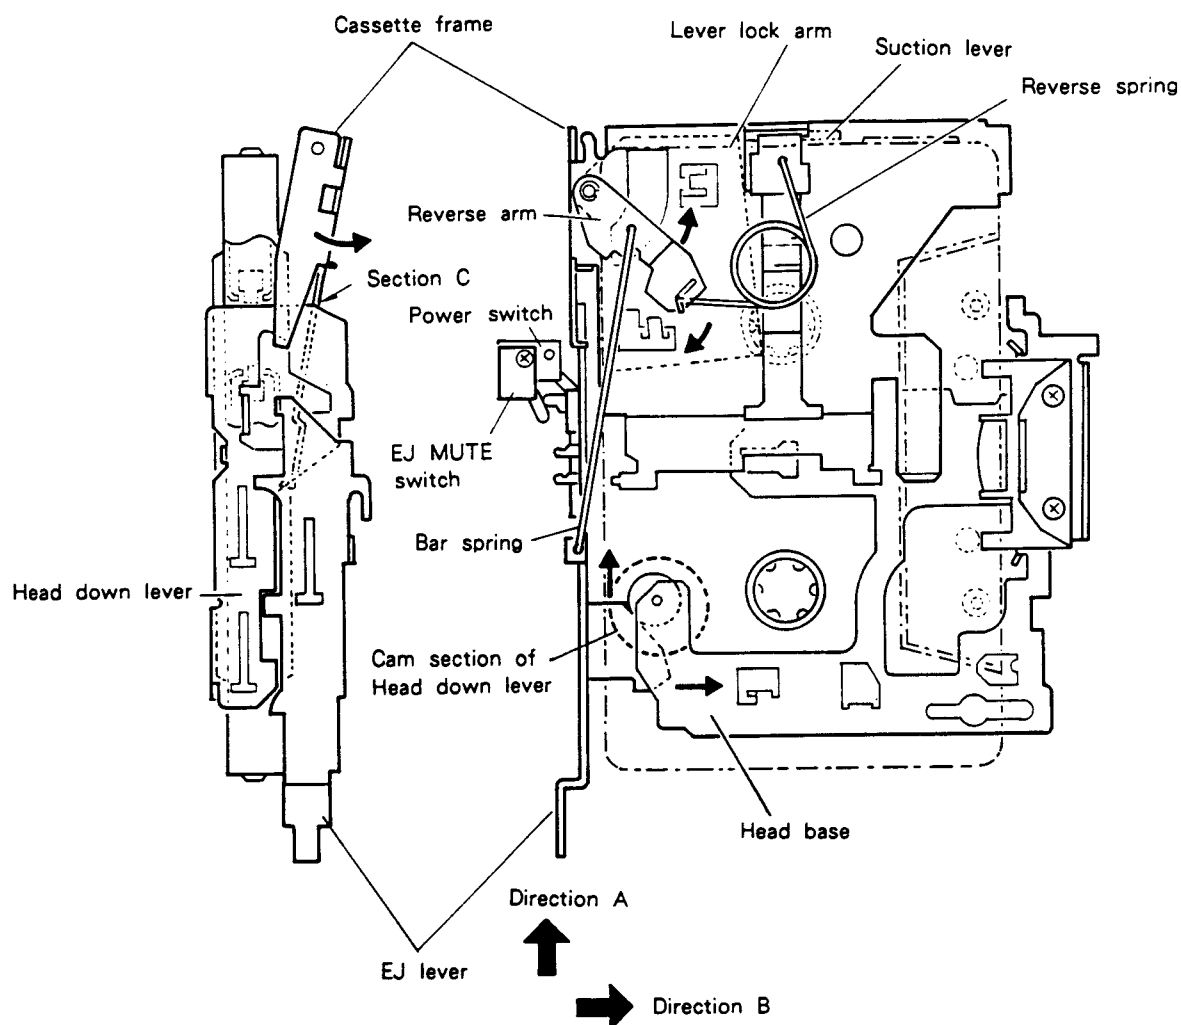 Cassette frame
Lever lock arm
Suction lever
Reverse spring
Reverse arm
Section C
Power switch
EJ MUTE
switch
Bar spring
Head down lever
Cam section of
Head down lever
Head base
Direction A
EJ lever
Direction B